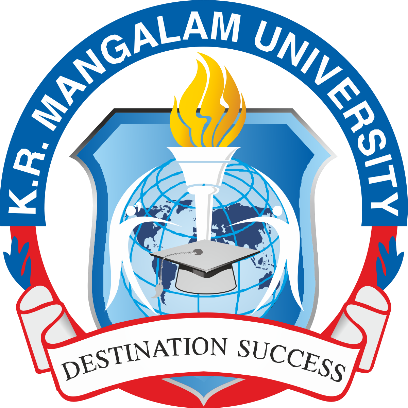 K.R. MANGALAM UNIVERSITY
DESTINATION SUCCESS